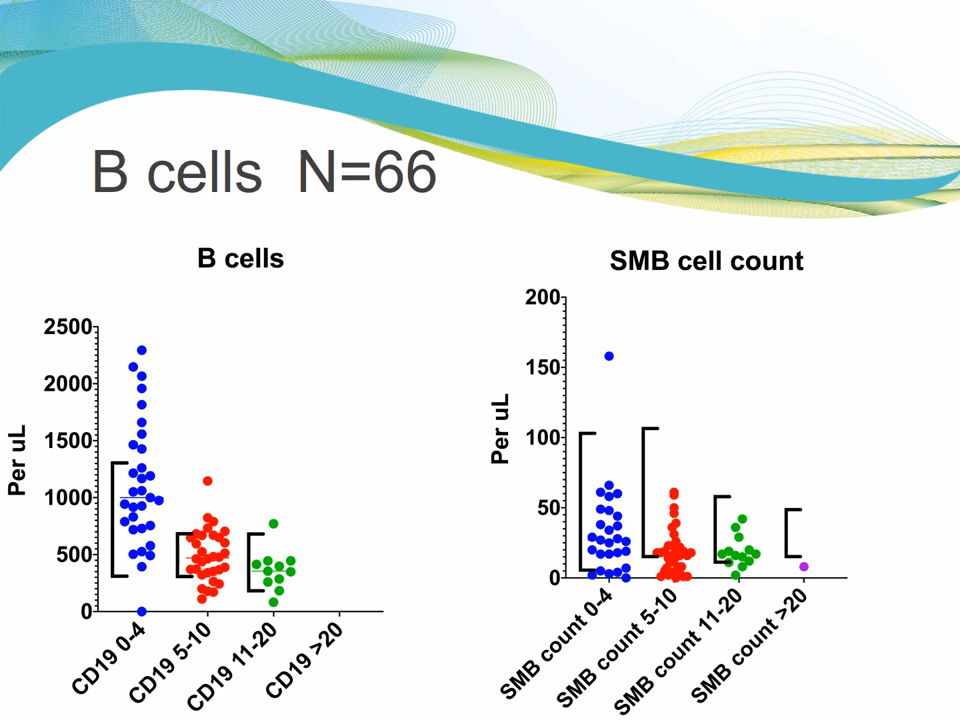 B cells N=66
B cells
Per uL
2500
2000
1500
1000
500
0
CD19 0-4
CD19 5-10
CD19 11-20
CD19 >20
SMB cell count
Per uL
200
150
100
50
0
SMB count 0-4
SMB count 5-10
SMB count 11-20
SMB count >20